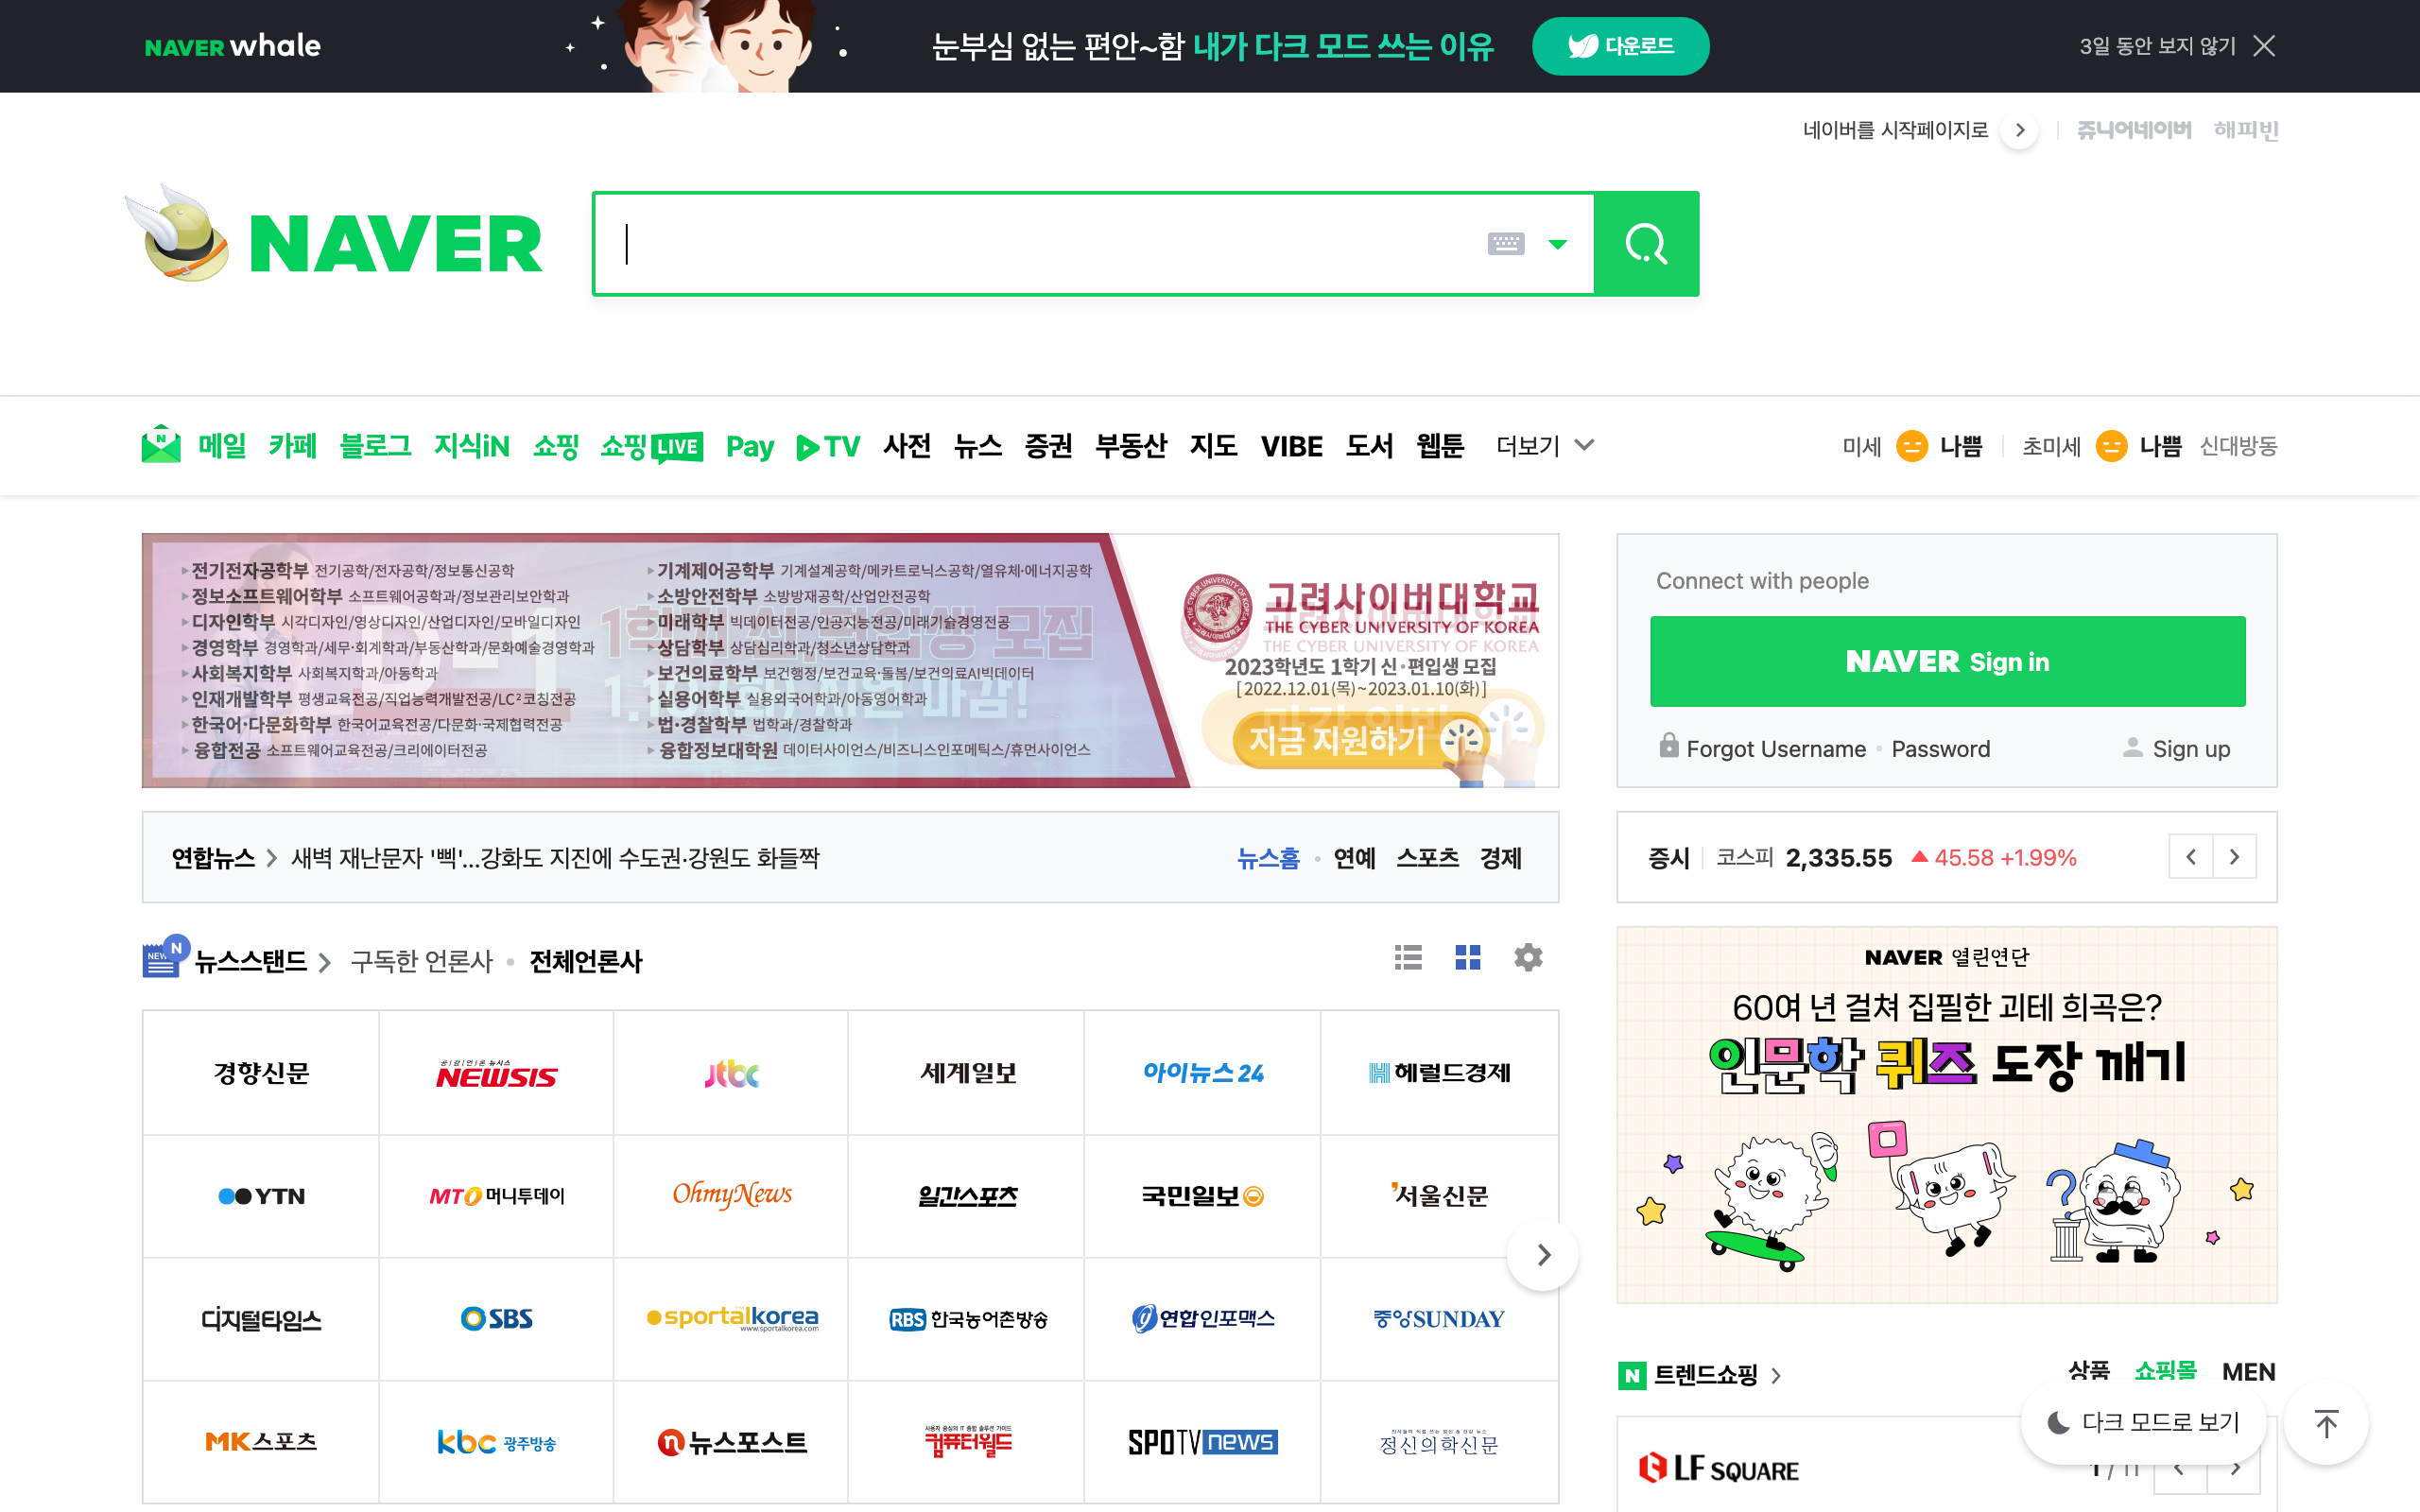 NAVER whale
눈부심 없는 편안~함 내가 다크 모드 쓰는 이유
다운로드
3일 동안 보지 않기
네이버를 시작페이지로
쥬니어네이버 해피빈
NAVER
메일 카페 블로그 지식iN 쇼핑 쇼핑LIVE Pay TV 사전 뉴스 증권 부동산 지도 VIBE 도서 웹툰 더보기
미세 나쁨 초미세 나쁨 신대방동
전기전자공학부 전기공학/전자공학/정보통신공학
정보소프트웨어학부 소프트웨어공학과/정보관리보안학과
디자인학부 시각디자인/영상디자인/산업디자인/모바일디자인
경영학부 경영학과/세무·회계학과/부동산학과/문화예술경영학과
사회복지학부 사회복지학과/아동학과
인재개발학부 평생교육전공/직업능력개발전공/LC²코칭전공
한국어·다문화학부 한국어교육전공/다문화·국제협력전공
융합전공 소프트웨어교육전공/크리에이터전공
기계제어공학부 기계설계공학/메카트로닉스공학/열유체·에너지공학
소방안전학부 소방방재공학/산업안전공학
미래학부 빅데이터전공/인공지능전공/미래기술경영전공
상담학부 상담심리학과/청소년상담학과
보건의료학부 보건행정/보건교육·돌봄/보건의료AI빅데이터
실용어학부 실용외국어학과/아동영어학과
법·경찰학부 법학과/경찰학과
융합정보대학원 데이터사이언스/비즈니스인포메틱스/휴먼사이언스
D-1
1학기 신,편입생 모집
고려사이버대학교
THE CYBER UNIVERSITY OF KOREA
2023학년도 1학기 신·편입생 모집
[2022.12.01(목)~2023.01.10(화)]
지금 지원하기
Connect with people
NAVER Sign in
Forgot Username Password
Sign up
연합뉴스 새벽 재난문자 '삑'...강화도 지진에 수도권·강원도 화들짝
뉴스홈 연예 스포츠 경제
증시 코스피 2,335.55 45.58 +1.99%
뉴스스탠드 구독한 언론사 전체언론사
NAVER 열린연단
60여 년 걸쳐 집필한 괴테 희곡은?
인문학 퀴즈 도장 깨기
경향신문
공|감|언|론 뉴시스
NEWSIS
jtbc
세계일보
아이뉴스24
헤럴드경제
YTN
MTO 머니투데이
OhmyNews
일간스포츠
국민일보
서울신문
디지털타임스
SBS
sportalkorea
www.sportalkorea.com
RBS 한국농어촌방송
연합인포맥스
중앙SUNDAY
MK스포츠
kbc 광주방송
뉴스포스트
컴퓨터월드
SPOTV news
정신의학신문
N 트렌드쇼핑
상품 쇼핑몰 MEN
다크 모드로 보기
LF SQUARE